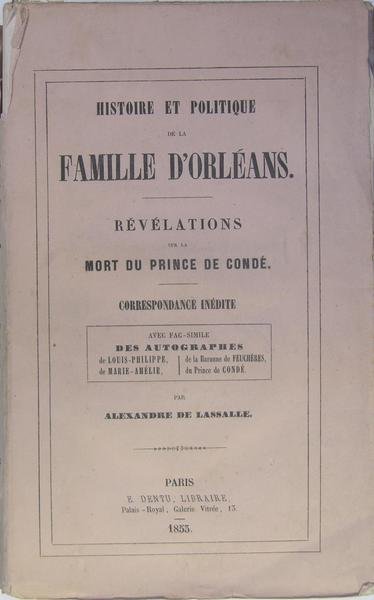 HISTOIRE ET POLITIQUE
DE LA
FAMILLE D'ORLÉANS.
RÉVÉLATIONS
SUR LA
MORT DU PRINCE DE CONDÉ.
CORRESPONDANCE INÉDITE
AVEC FAC-SIMILE
DES AUTOGRAPHES
de LOUIS-PHILIPPE,
de MARIE-AMÉLIE,
de la Baronne de FEUCHÈRES,
du Prince de CONDÉ.
PAR
ALEXANDRE DE LASSALLE.
PARIS
E. DENTU, LIBRAIRE,
Palais-Royal, Galerie Vitrée, 13.
1853.